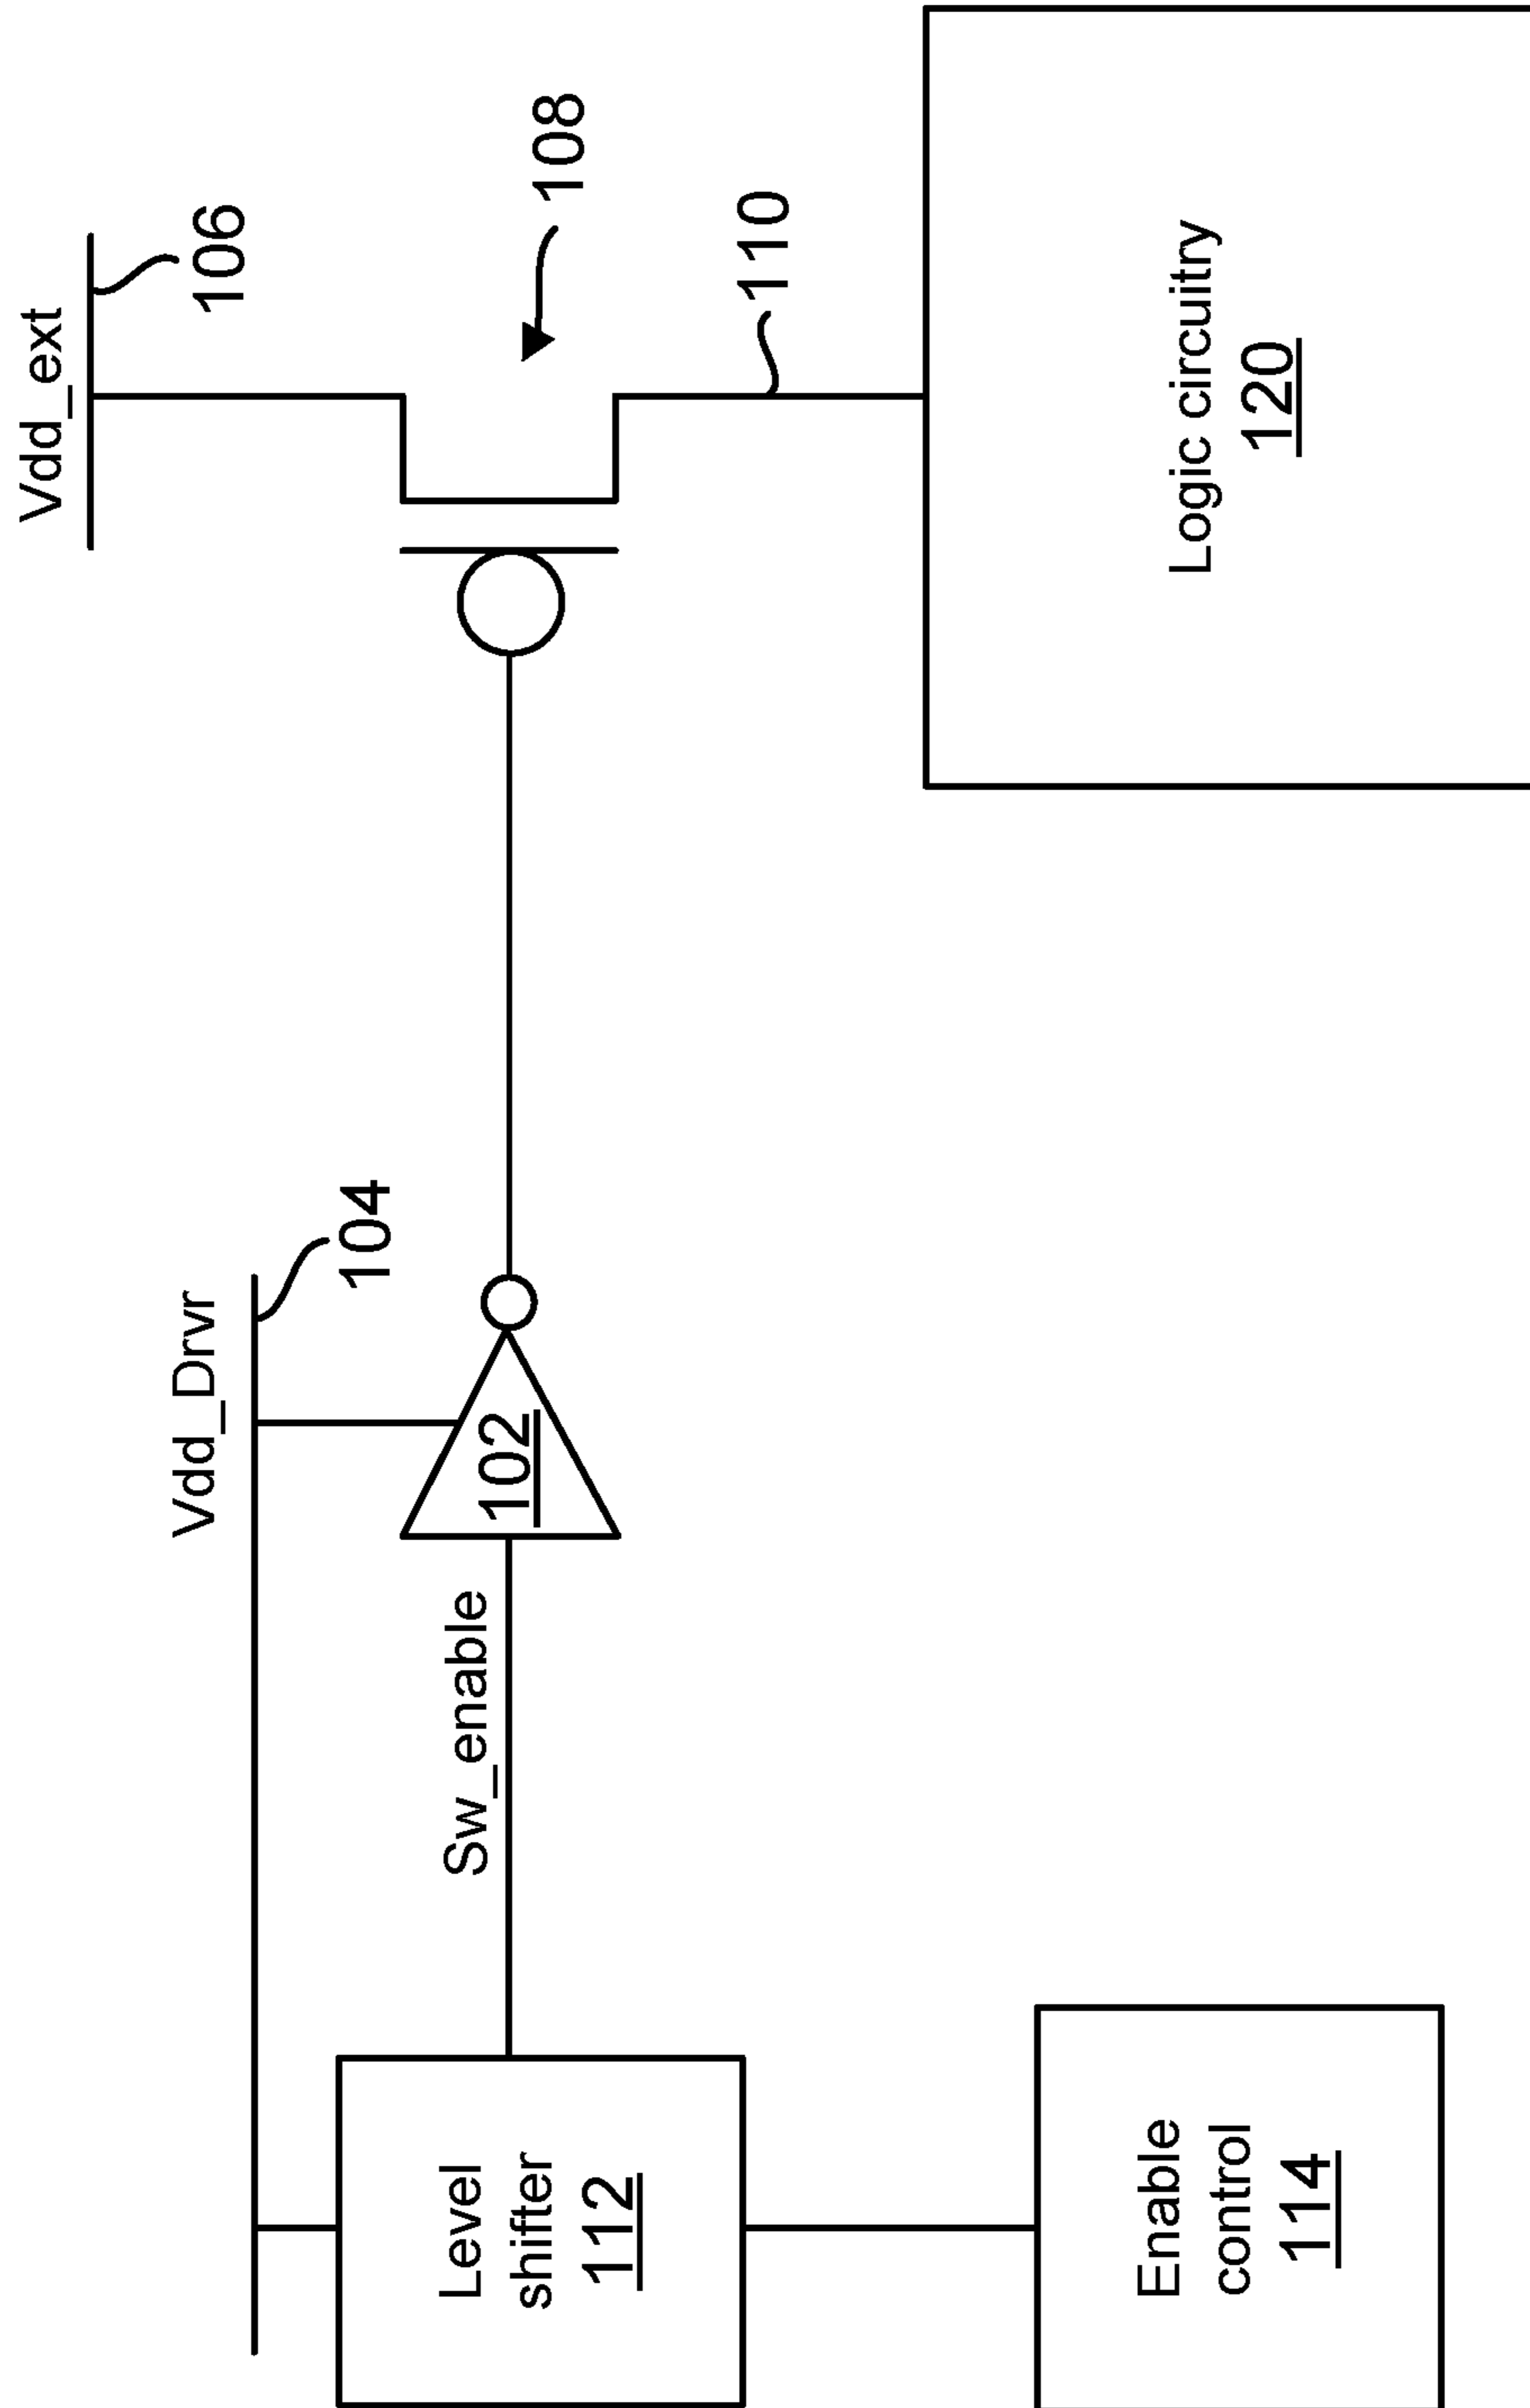 Vdd_ext
106
108
110
Logic circuitry
120
Vdd_Drvr
104
102
Sw_enable
Level
shifter
112
Enable
control
114